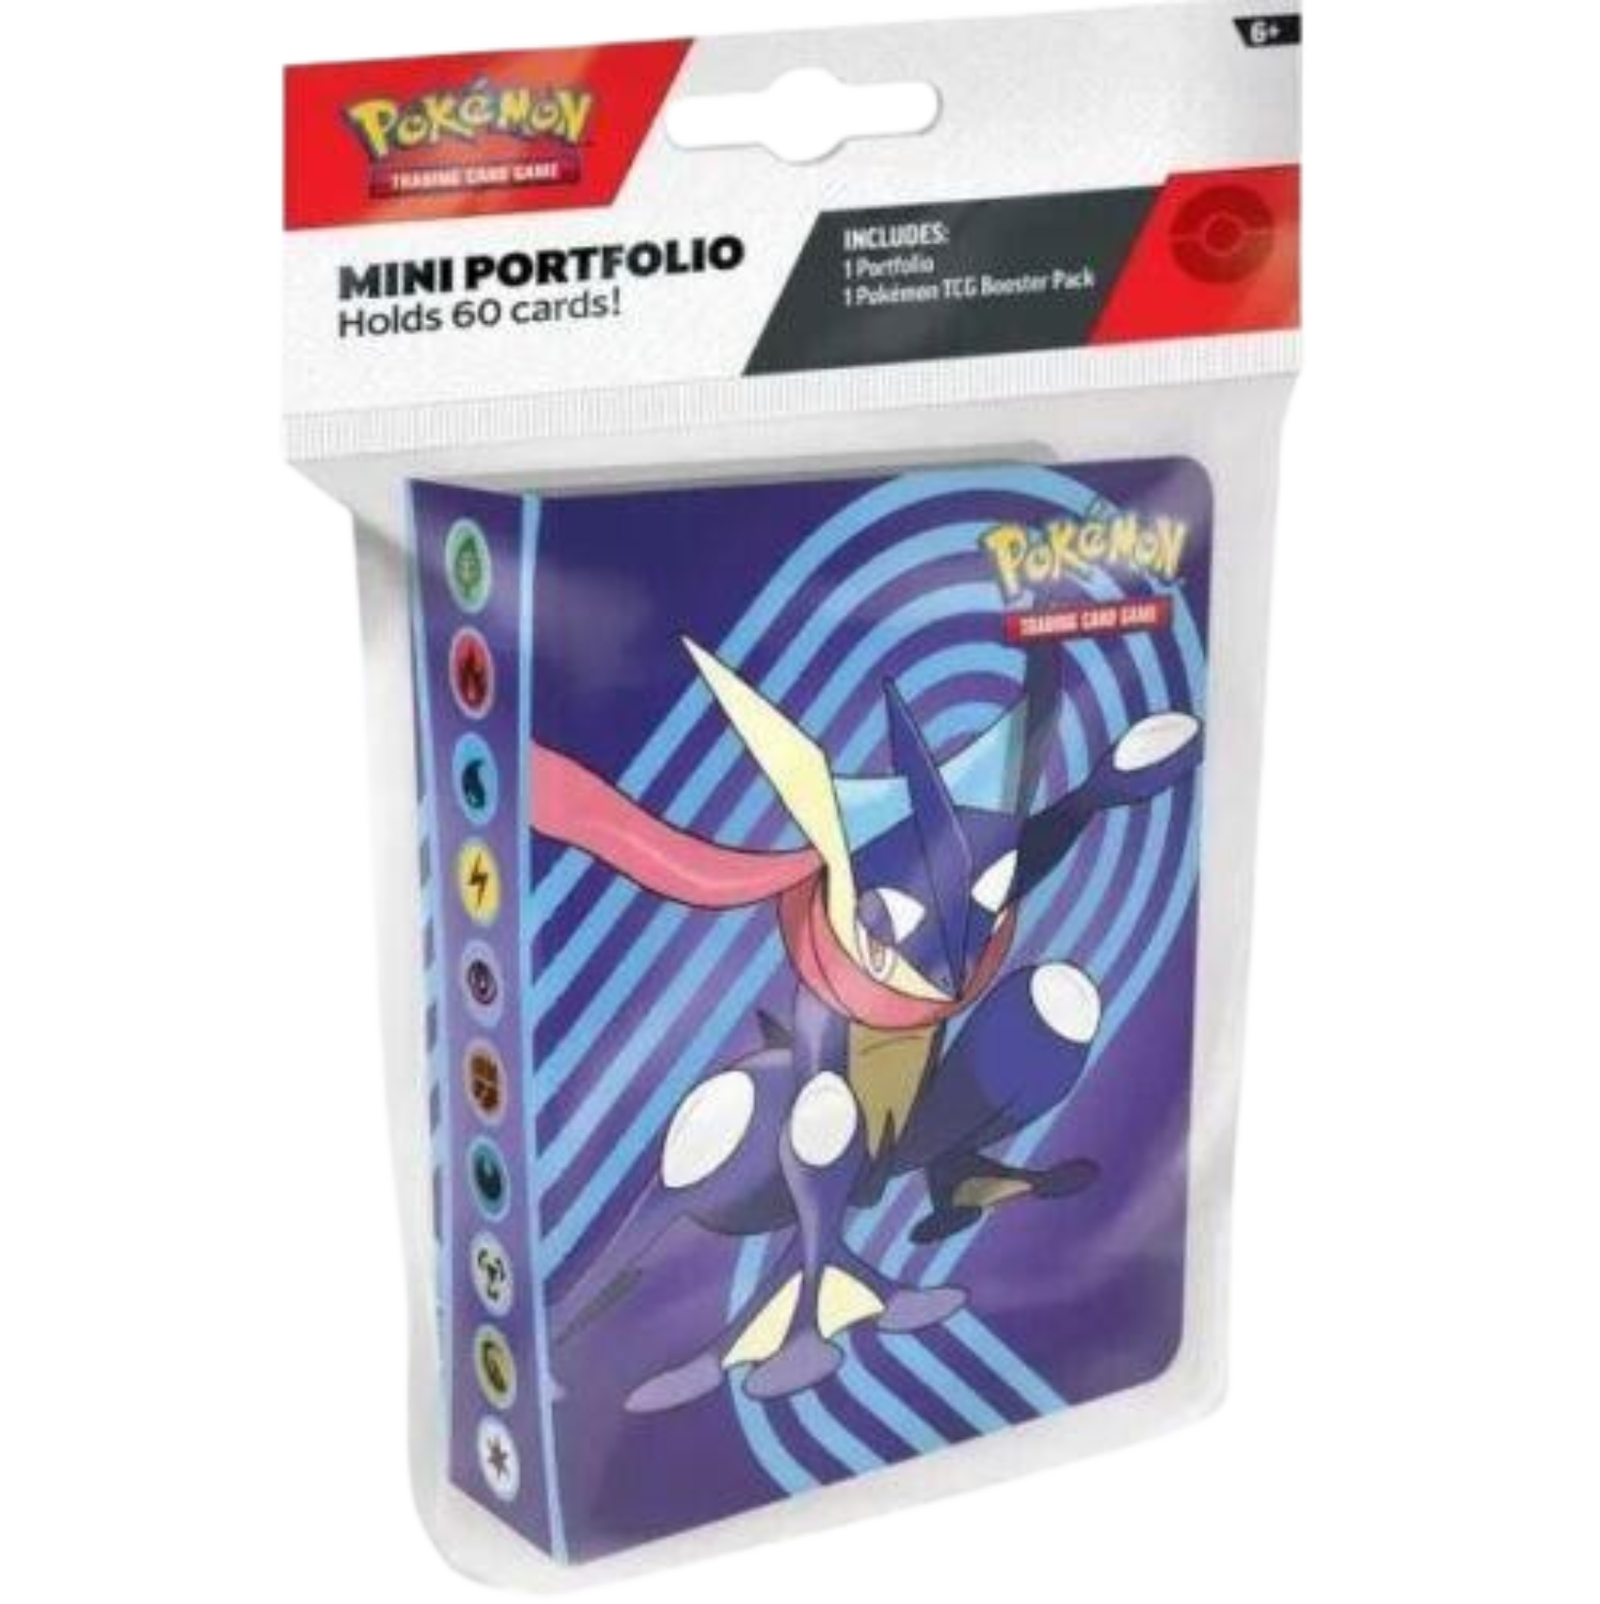 6+
POKéMON
TRADING CARD GAME
MINI PORTFOLIO
Holds 60 cards!
INCLUDES:
1 Portfolio
1 Pokémon TCG Booster Pack
POKéMON
TRADING CARD GAME